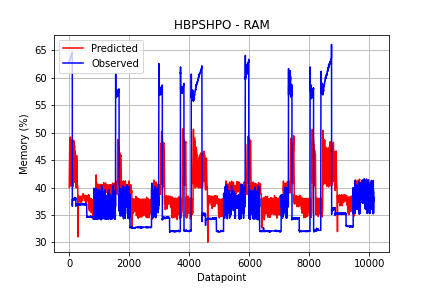 HBPSHPO - RAM
Predicted
Observed
Memory (%)
65
60
55
50
45
40
35
30
0
2000
4000
6000
8000
10000
Datapoint